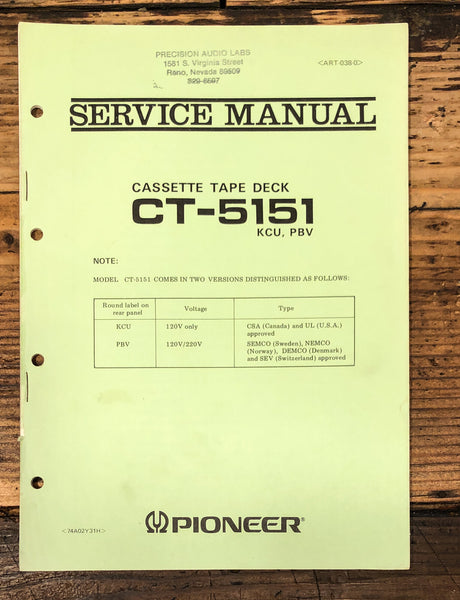 PRECISION AUDIO LABS
1581 S. Virginia Street
Reno, Nevada 89509
329-6697
<ART-038-0>
SERVICE MANUAL
CASSETTE TAPE DECK
CT-5151
KCU, PBV
NOTE:
MODEL CT-5151 COMES IN TWO VERSIONS DISTINGUISHED AS FOLLOWS:
Round label on rear panel Voltage Type
KCU 120V only CSA (Canada) and UL (U.S.A.) approved
PBV 120V/220V SEMCO (Sweden), NEMCO (Norway), DEMCO (Denmark) and SEV (Switzerland) approved
<74A02Y31H>
PIONEER